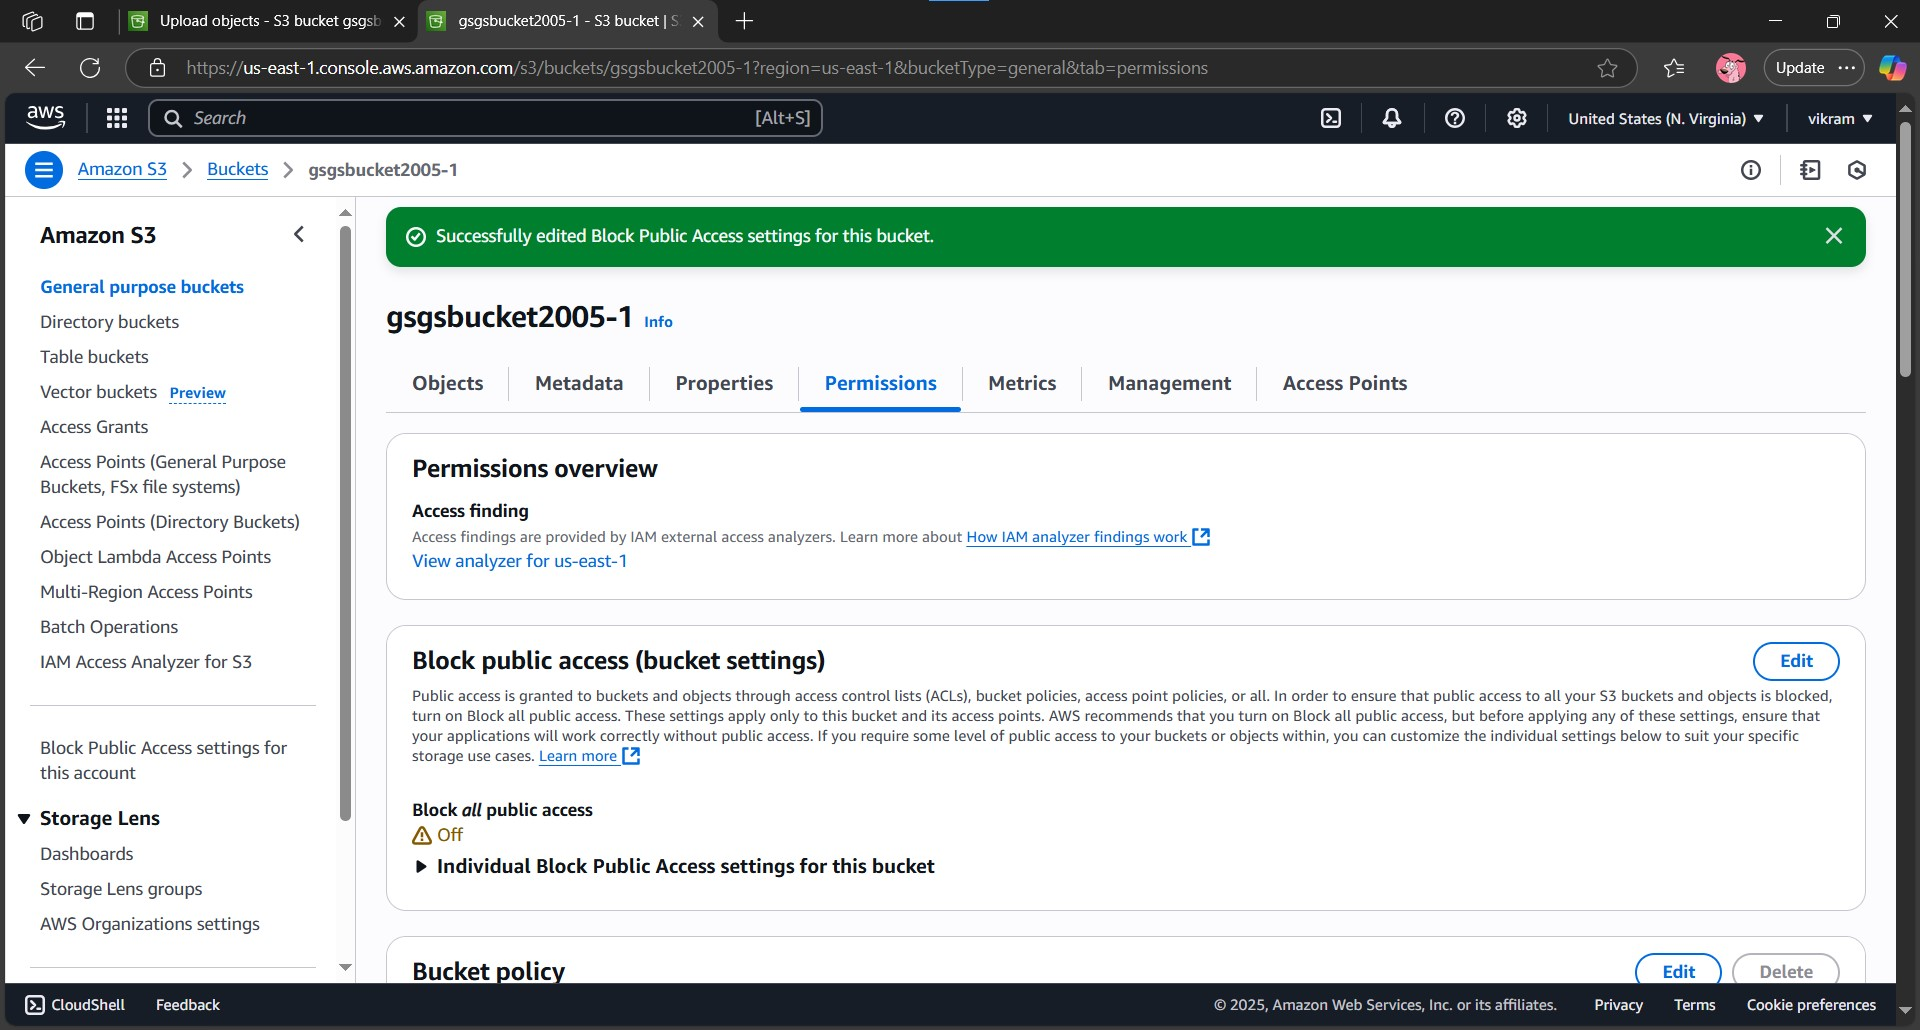 Upload objects - S3 bucket gsgsb
gsgsbucket2005-1 - S3 bucket | S
https://us-east-1.console.aws.amazon.com/s3/buckets/gsgsbucket2005-1?region=us-east-1&bucketType=general&tab=permissions
Update
aws
Search
[Alt+S]
United States (N. Virginia)
vikram
Amazon S3
Buckets
gsgsbucket2005-1
Amazon S3
General purpose buckets
Directory buckets
Table buckets
Vector buckets Preview
Access Grants
Access Points (General Purpose
Buckets, FSx file systems)
Access Points (Directory Buckets)
Object Lambda Access Points
Multi-Region Access Points
Batch Operations
IAM Access Analyzer for S3
Block Public Access settings for
this account
Storage Lens
Dashboards
Storage Lens groups
AWS Organizations settings
Successfully edited Block Public Access settings for this bucket.
gsgsbucket2005-1 Info
Objects
Metadata
Properties
Permissions
Metrics
Management
Access Points
Permissions overview
Access finding
Access findings are provided by IAM external access analyzers. Learn more about How IAM analyzer findings work
View analyzer for us-east-1
Block public access (bucket settings)
Edit
Public access is granted to buckets and objects through access control lists (ACLs), bucket policies, access point policies, or all. In order to ensure that public access to all your S3 buckets and objects is blocked,
turn on Block all public access. These settings apply only to this bucket and its access points. AWS recommends that you turn on Block all public access, but before applying any of these settings, ensure that
your applications will work correctly without public access. If you require some level of public access to your buckets or objects within, you can customize the individual settings below to suit your specific
storage use cases. Learn more
Block all public access
Off
Individual Block Public Access settings for this bucket
Bucket policy
Edit
Delete
CloudShell
Feedback
© 2025, Amazon Web Services, Inc. or its affiliates.
Privacy
Terms
Cookie preferences